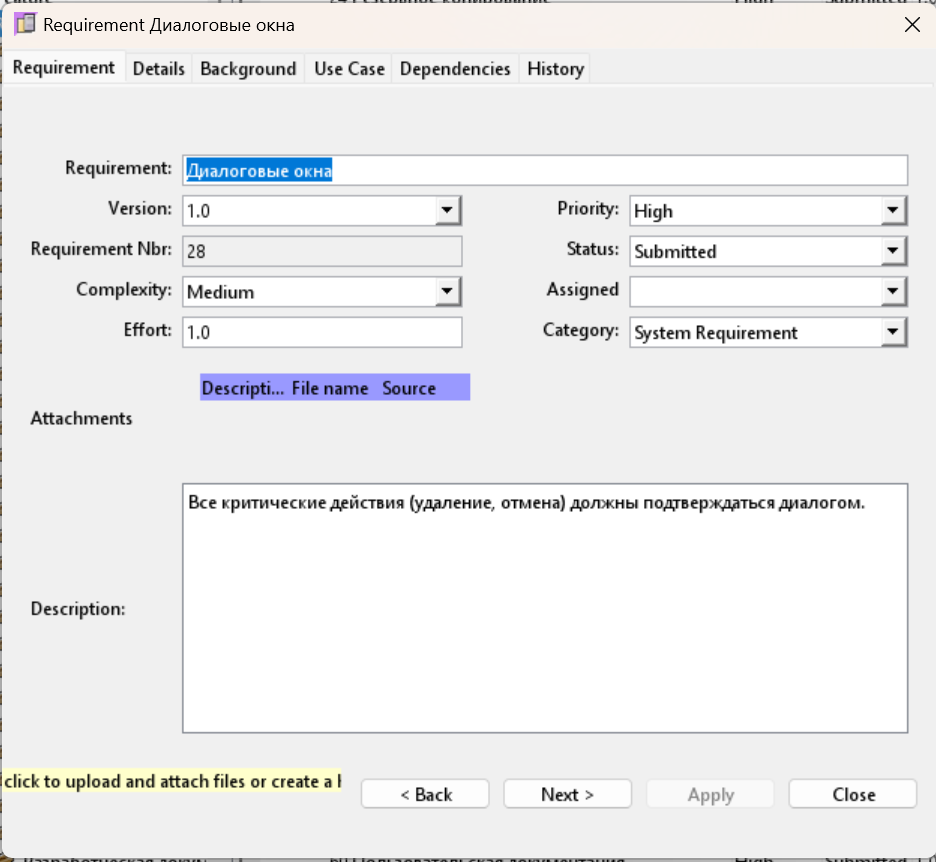 Requirement Диалоговые окна
Requirement Details Background Use Case Dependencies History
Requirement: Диалоговые окна
Version: 1.0 Priority: High
Requirement Nbr: 28 Status: Submitted
Complexity: Medium Assigned
Effort: 1.0 Category: System Requirement
Descripti... File name Source
Attachments
Все критические действия (удаление, отмена) должны подтверждаться диалогом.
Description:
click to upload and attach files or create a
< Back Next > Apply Close